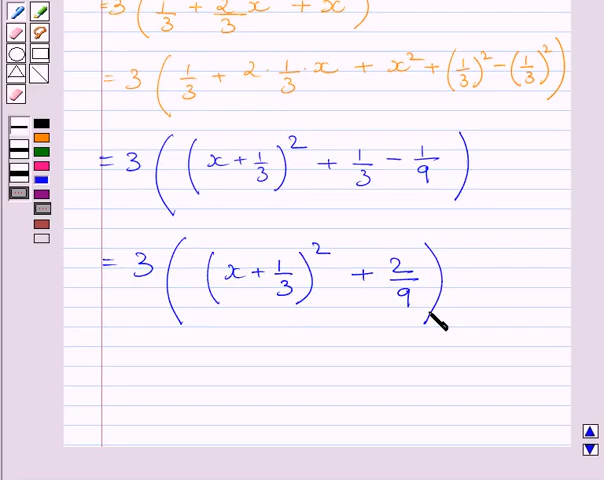 =3(1/3 + 2/3 x + x)
=3(1/3 + 2·1/3·x + x² + (1/3)² − (1/3)²)
=3((x+1/3)² + 1/3 − 1/9)
=3((x+1/3)² + 2/9)